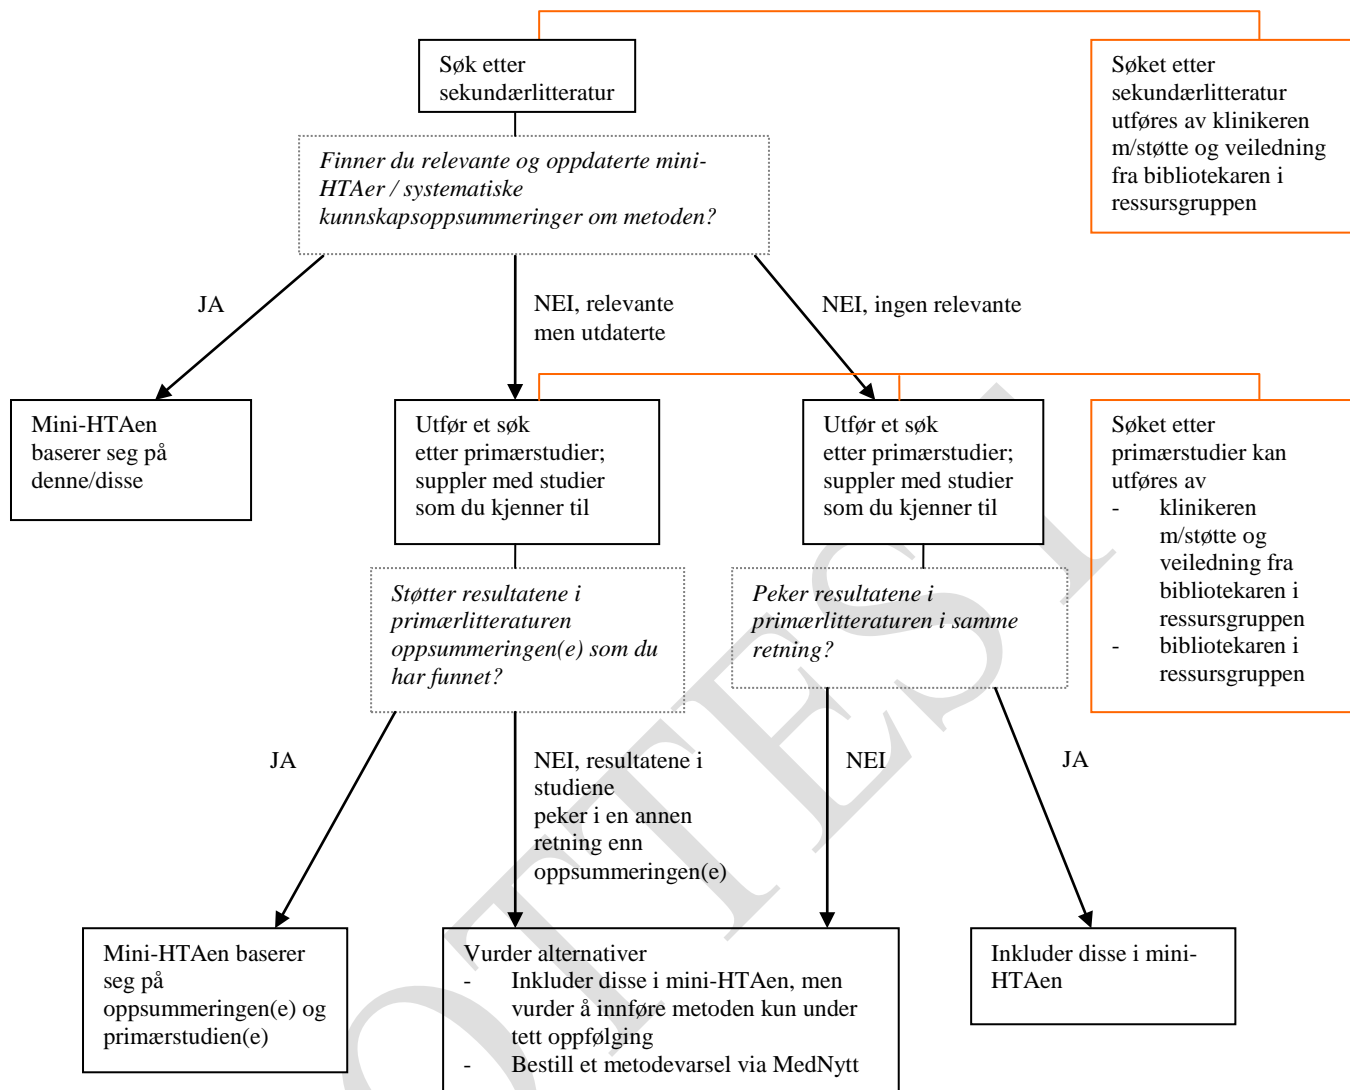 Søk etter
sekundærlitteratur
Søket etter
sekundærlitteratur
utføres av klinikeren
m/støtte og veiledning
fra bibliotekaren i
ressursgruppen
Finner du relevante og oppdaterte mini-
HTAer / systematiske
kunnskapsoppsummeringer om metoden?
JA
NEI, relevante
men utdaterte
NEI, ingen relevante
Mini-HTAen
baserer seg på
denne/disse
Utfør et søk
etter primærstudier;
suppler med studier
som du kjenner til
Utfør et søk
etter primærstudier;
suppler med studier
som du kjenner til
Søket etter
primærstudier kan
utføres av
- klinikeren
m/støtte og
veiledning fra
bibliotekaren i
ressursgruppen
- bibliotekaren i
ressursgruppen
Støtter resultatene i
primærlitteraturen
oppsummeringen(e) som du
har funnet?
Peker resultatene i
primærlitteraturen i samme
retning?
JA
NEI, resultatene i
studiene
peker i en annen
retning enn
oppsummeringen(e)
NEI
JA
Mini-HTAen baserer
seg på
oppsummeringen(e) og
primærstudien(e)
Vurder alternativer
- Inkluder disse i mini-HTAen, men
vurder å innføre metoden kun under
tett oppfølging
- Bestill et metodevarsel via MedNytt
Inkluder disse i mini-
HTAen